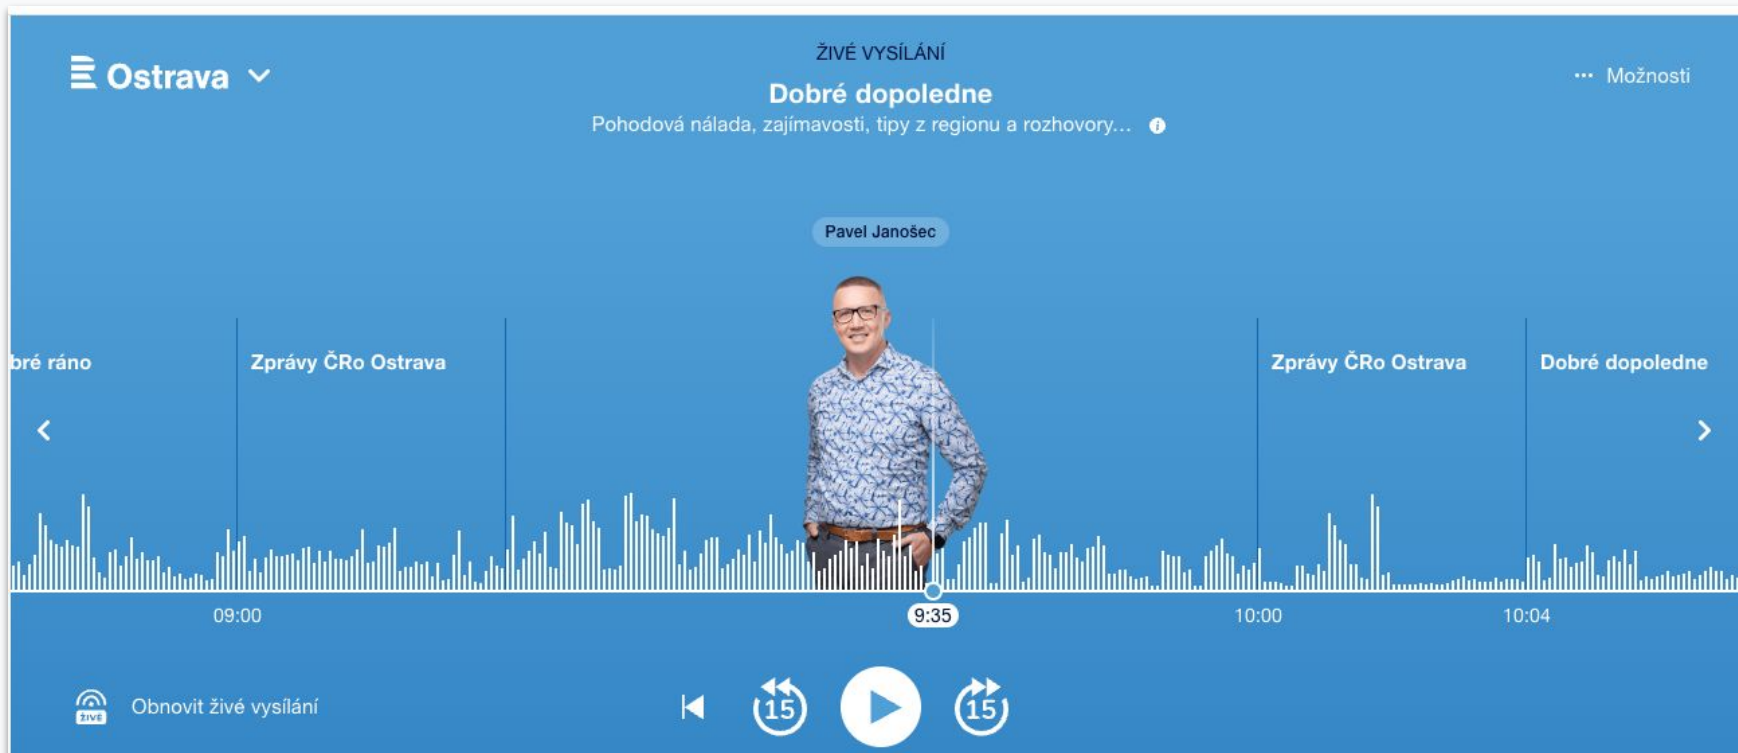 Ostrava
ŽIVÉ VYSÍLÁNÍ
Dobré dopoledne
Pohodová nálada, zajímavosti, tipy z regionu a rozhovory...
... Možnosti
Pavel Janošec
bré ráno
Zprávy ČRo Ostrava
Zprávy ČRo Ostrava
Dobré dopoledne
09:00
9:35
10:00
10:04
ŽIVĚ
Obnovit živé vysílání
15
15